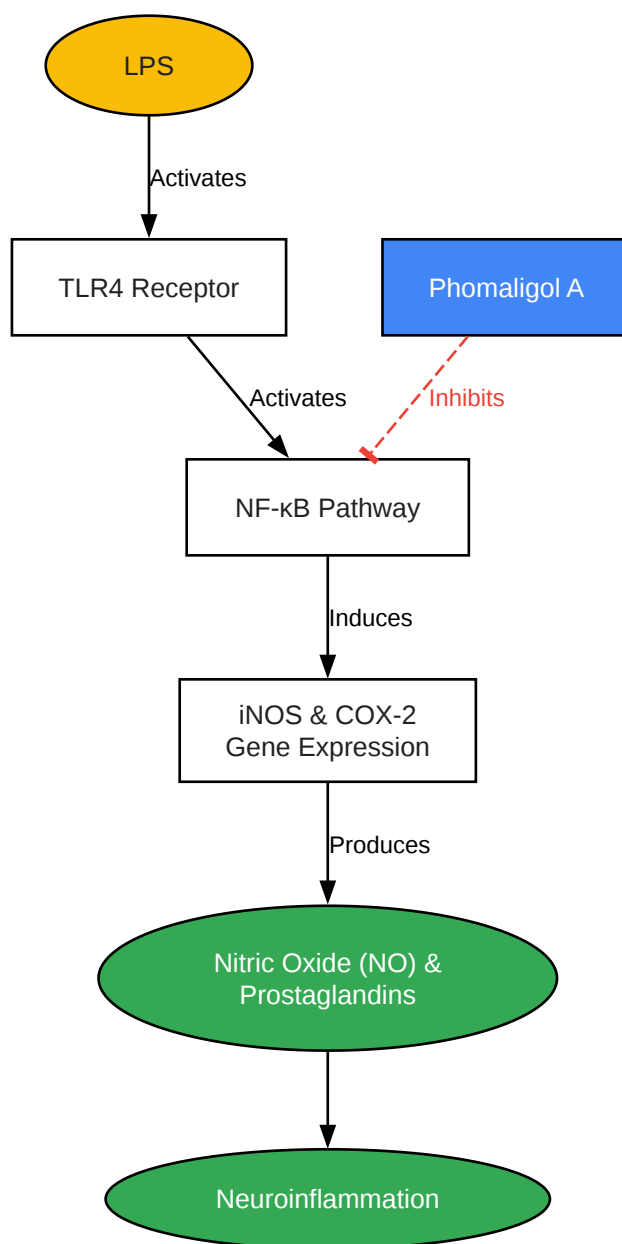 LPS
Activates
TLR4 Receptor
Phomaligol A
Activates
Inhibits
NF-κB Pathway
Induces
iNOS & COX-2
Gene Expression
Produces
Nitric Oxide (NO) &
Prostaglandins
Neuroinflammation